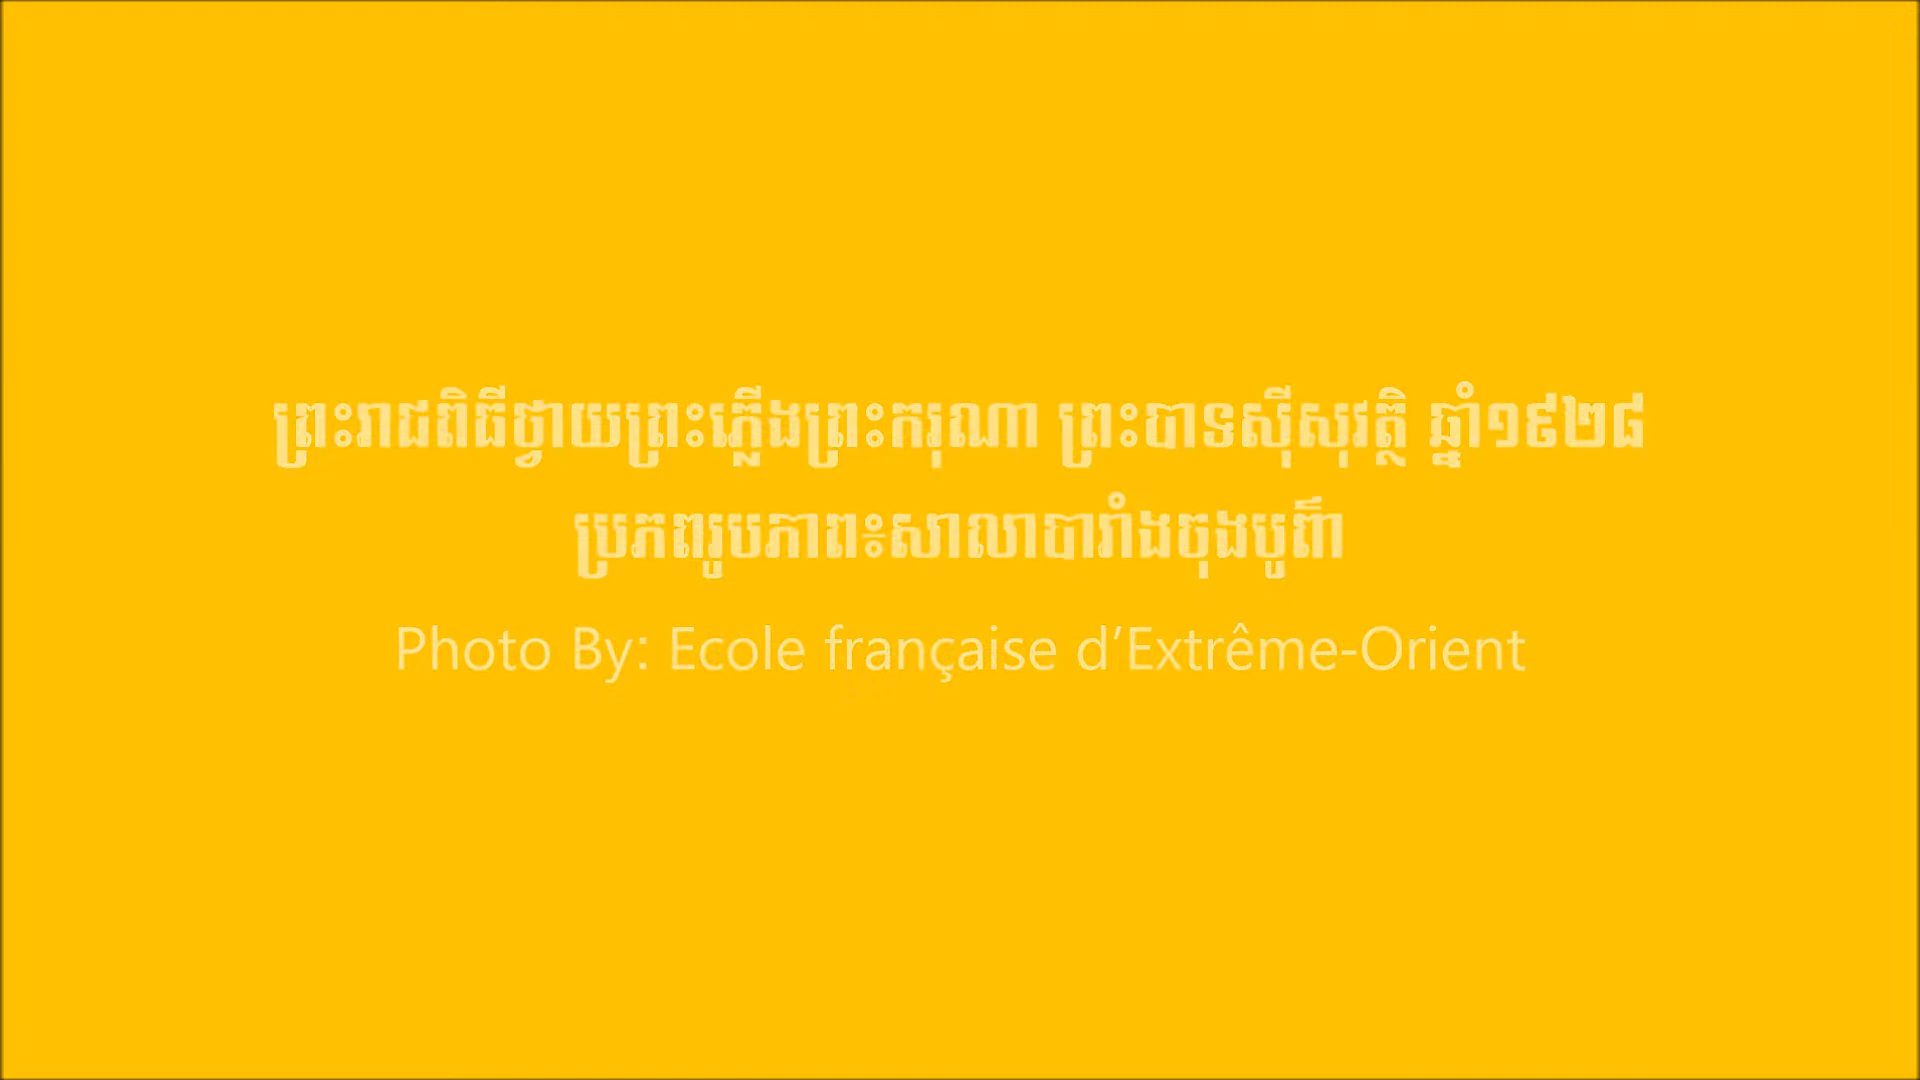 ព្រះរាជពិធីថ្វាយព្រះភ្លើងព្រះករុណា ព្រះបាទស៊ីសុវត្ថិ ឆ្នាំ១៩២៨
ប្រភពរូបភាព៖សាលាបារាំងចុងបូព៌ា
Photo By: Ecole française d’Extrême-Orient